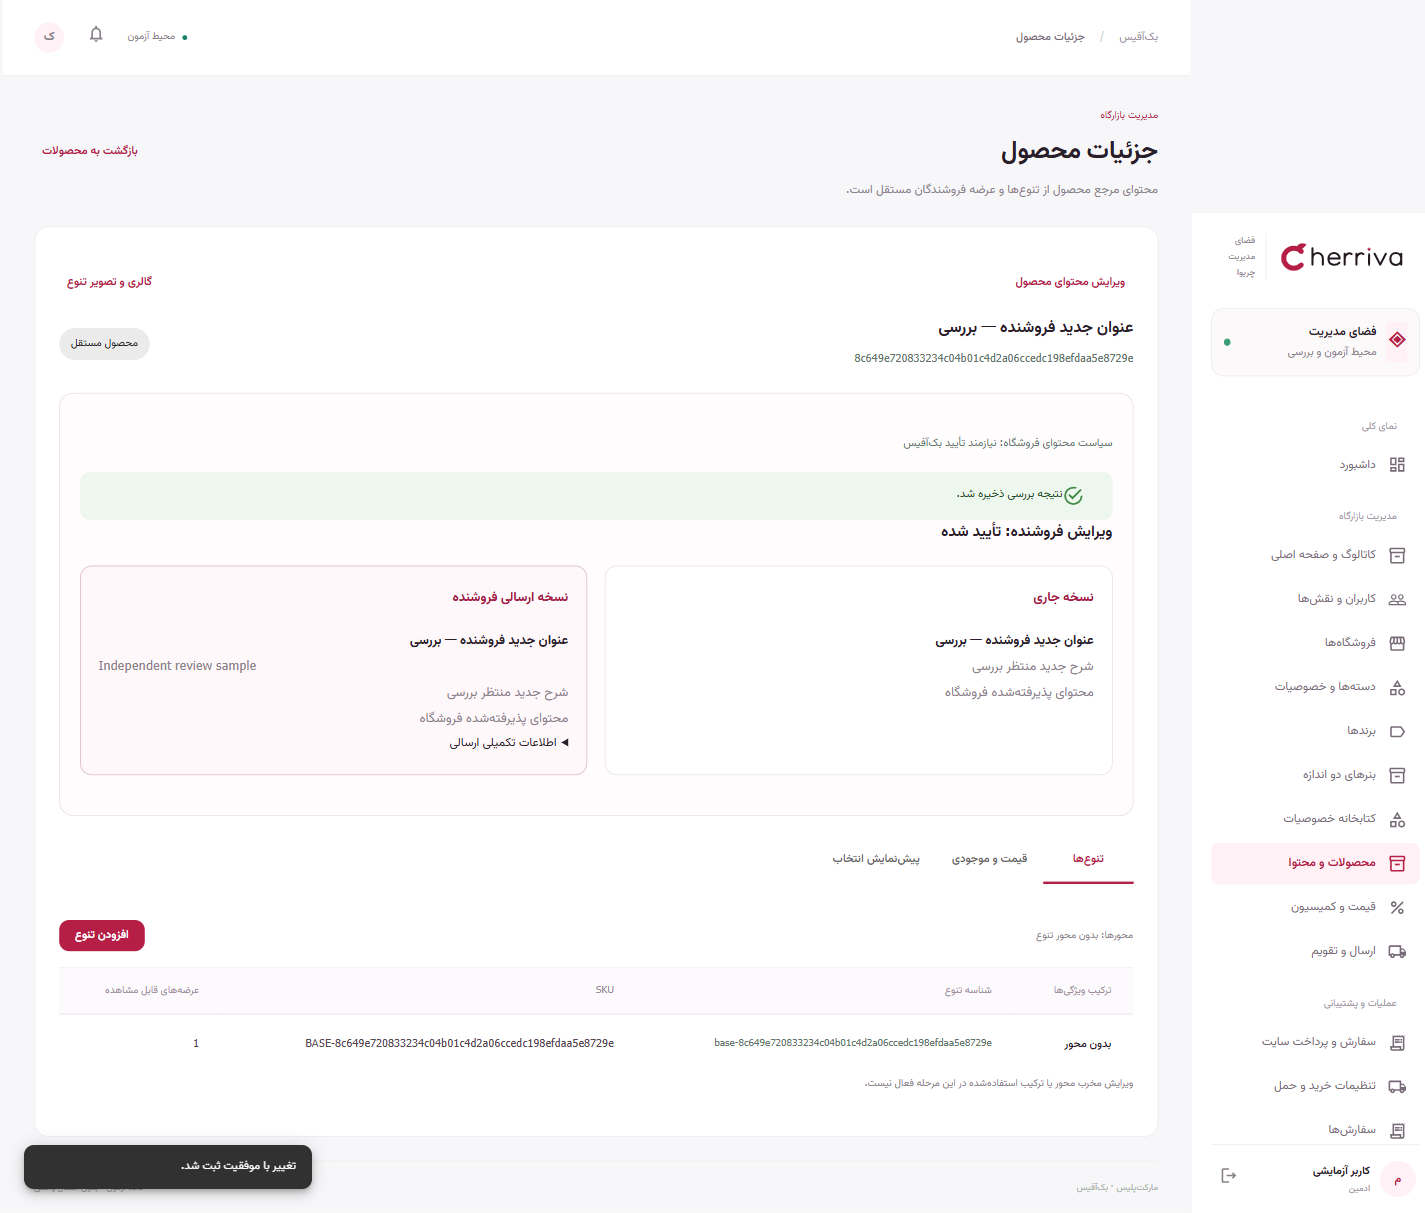 بک‌آفیس / جزئیات محصول
محیط آزمون
ک
مدیریت بازارگاه
جزئیات محصول
بازگشت به محصولات
محتوای مرجع محصول از تنوع‌ها و عرضه فروشندگان مستقل است.
Cherriva
فضای
مدیریت
چریوا
فضای مدیریت
محیط آزمون و بررسی
نمای کلی
داشبورد
مدیریت بازارگاه
کاتالوگ و صفحه اصلی
کاربران و نقش‌ها
فروشگاه‌ها
دسته‌ها و خصوصیات
برندها
بنرهای دو اندازه
کتابخانه خصوصیات
محصولات و محتوا
قیمت و کمیسیون
ارسال و تقویم
عملیات و پشتیبانی
سفارش و پرداخت سایت
تنظیمات خرید و حمل
سفارش‌ها
م
کاربر آزمایشی
ادمین
ویرایش محتوای محصول
گالری و تصویر تنوع
عنوان جدید فروشنده — بررسی
8c649e720833234c04b01c4d2a06ccedc198efdaa5e8729e
محصول مستقل
سیاست محتوای فروشگاه: نیازمند تأیید بک‌آفیس
نتیجه بررسی ذخیره شد.
ویرایش فروشنده: تأیید شده
نسخه جاری
عنوان جدید فروشنده — بررسی
شرح جدید منتظر بررسی
محتوای پذیرفته‌شده فروشگاه
نسخه ارسالی فروشنده
عنوان جدید فروشنده — بررسی
Independent review sample
شرح جدید منتظر بررسی
محتوای پذیرفته‌شده فروشگاه
◀ اطلاعات تکمیلی ارسالی
تنوع‌ها
قیمت و موجودی
پیش‌نمایش انتخاب
محورها: بدون محور تنوع
افزودن تنوع
ترکیب ویژگی‌ها
شناسه تنوع
SKU
عرضه‌های قابل مشاهده
بدون محور
base-8c649e720833234c04b01c4d2a06ccedc198efdaa5e8729e
BASE-8c649e720833234c04b01c4d2a06ccedc198efdaa5e8729e
1
ویرایش مخرب محور یا ترکیب استفاده‌شده در این مرحله فعال نیست.
تغییر با موفقیت ثبت شد.
مارکت‌پلیس · بک‌آفیس